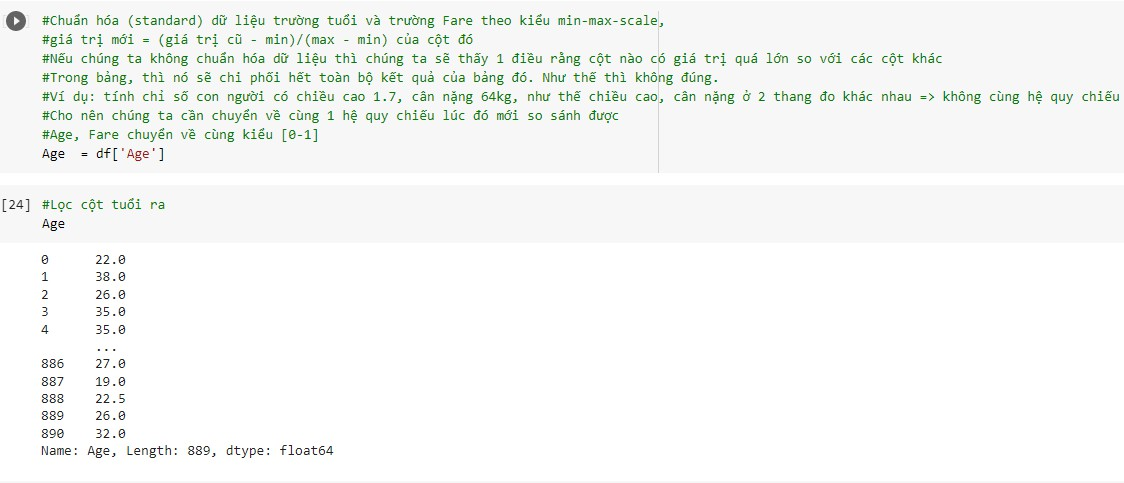 #Chuẩn hóa (standard) dữ liệu trường tuổi và trường Fare theo kiểu min-max-scale,
#giá trị mới = (giá trị cũ - min)/(max - min) của cột đó
#Nếu chúng ta không chuẩn hóa dữ liệu thì chúng ta sẽ thấy 1 điều rằng cột nào có giá trị quá lớn so với các cột khác
#Trong bảng, thì nó sẽ chi phối hết toàn bộ kết quả của bảng đó. Như thế thì không đúng.
#Ví dụ: tính chỉ số con người có chiều cao 1.7, cân nặng 64kg, như thế chiều cao, cân nặng ở 2 thang đo khác nhau => không cùng hệ quy chiếu
#Cho nên chúng ta cần chuyển về cùng 1 hệ quy chiếu lúc đó mới so sánh được
#Age, Fare chuyển về cùng kiểu [0-1]
Age  = df['Age']
[24] #Lọc cột tuổi ra
Age
0 22.0
1 38.0
2 26.0
3 35.0
4 35.0
...
886 27.0
887 19.0
888 22.5
889 26.0
890 32.0
Name: Age, Length: 889, dtype: float64